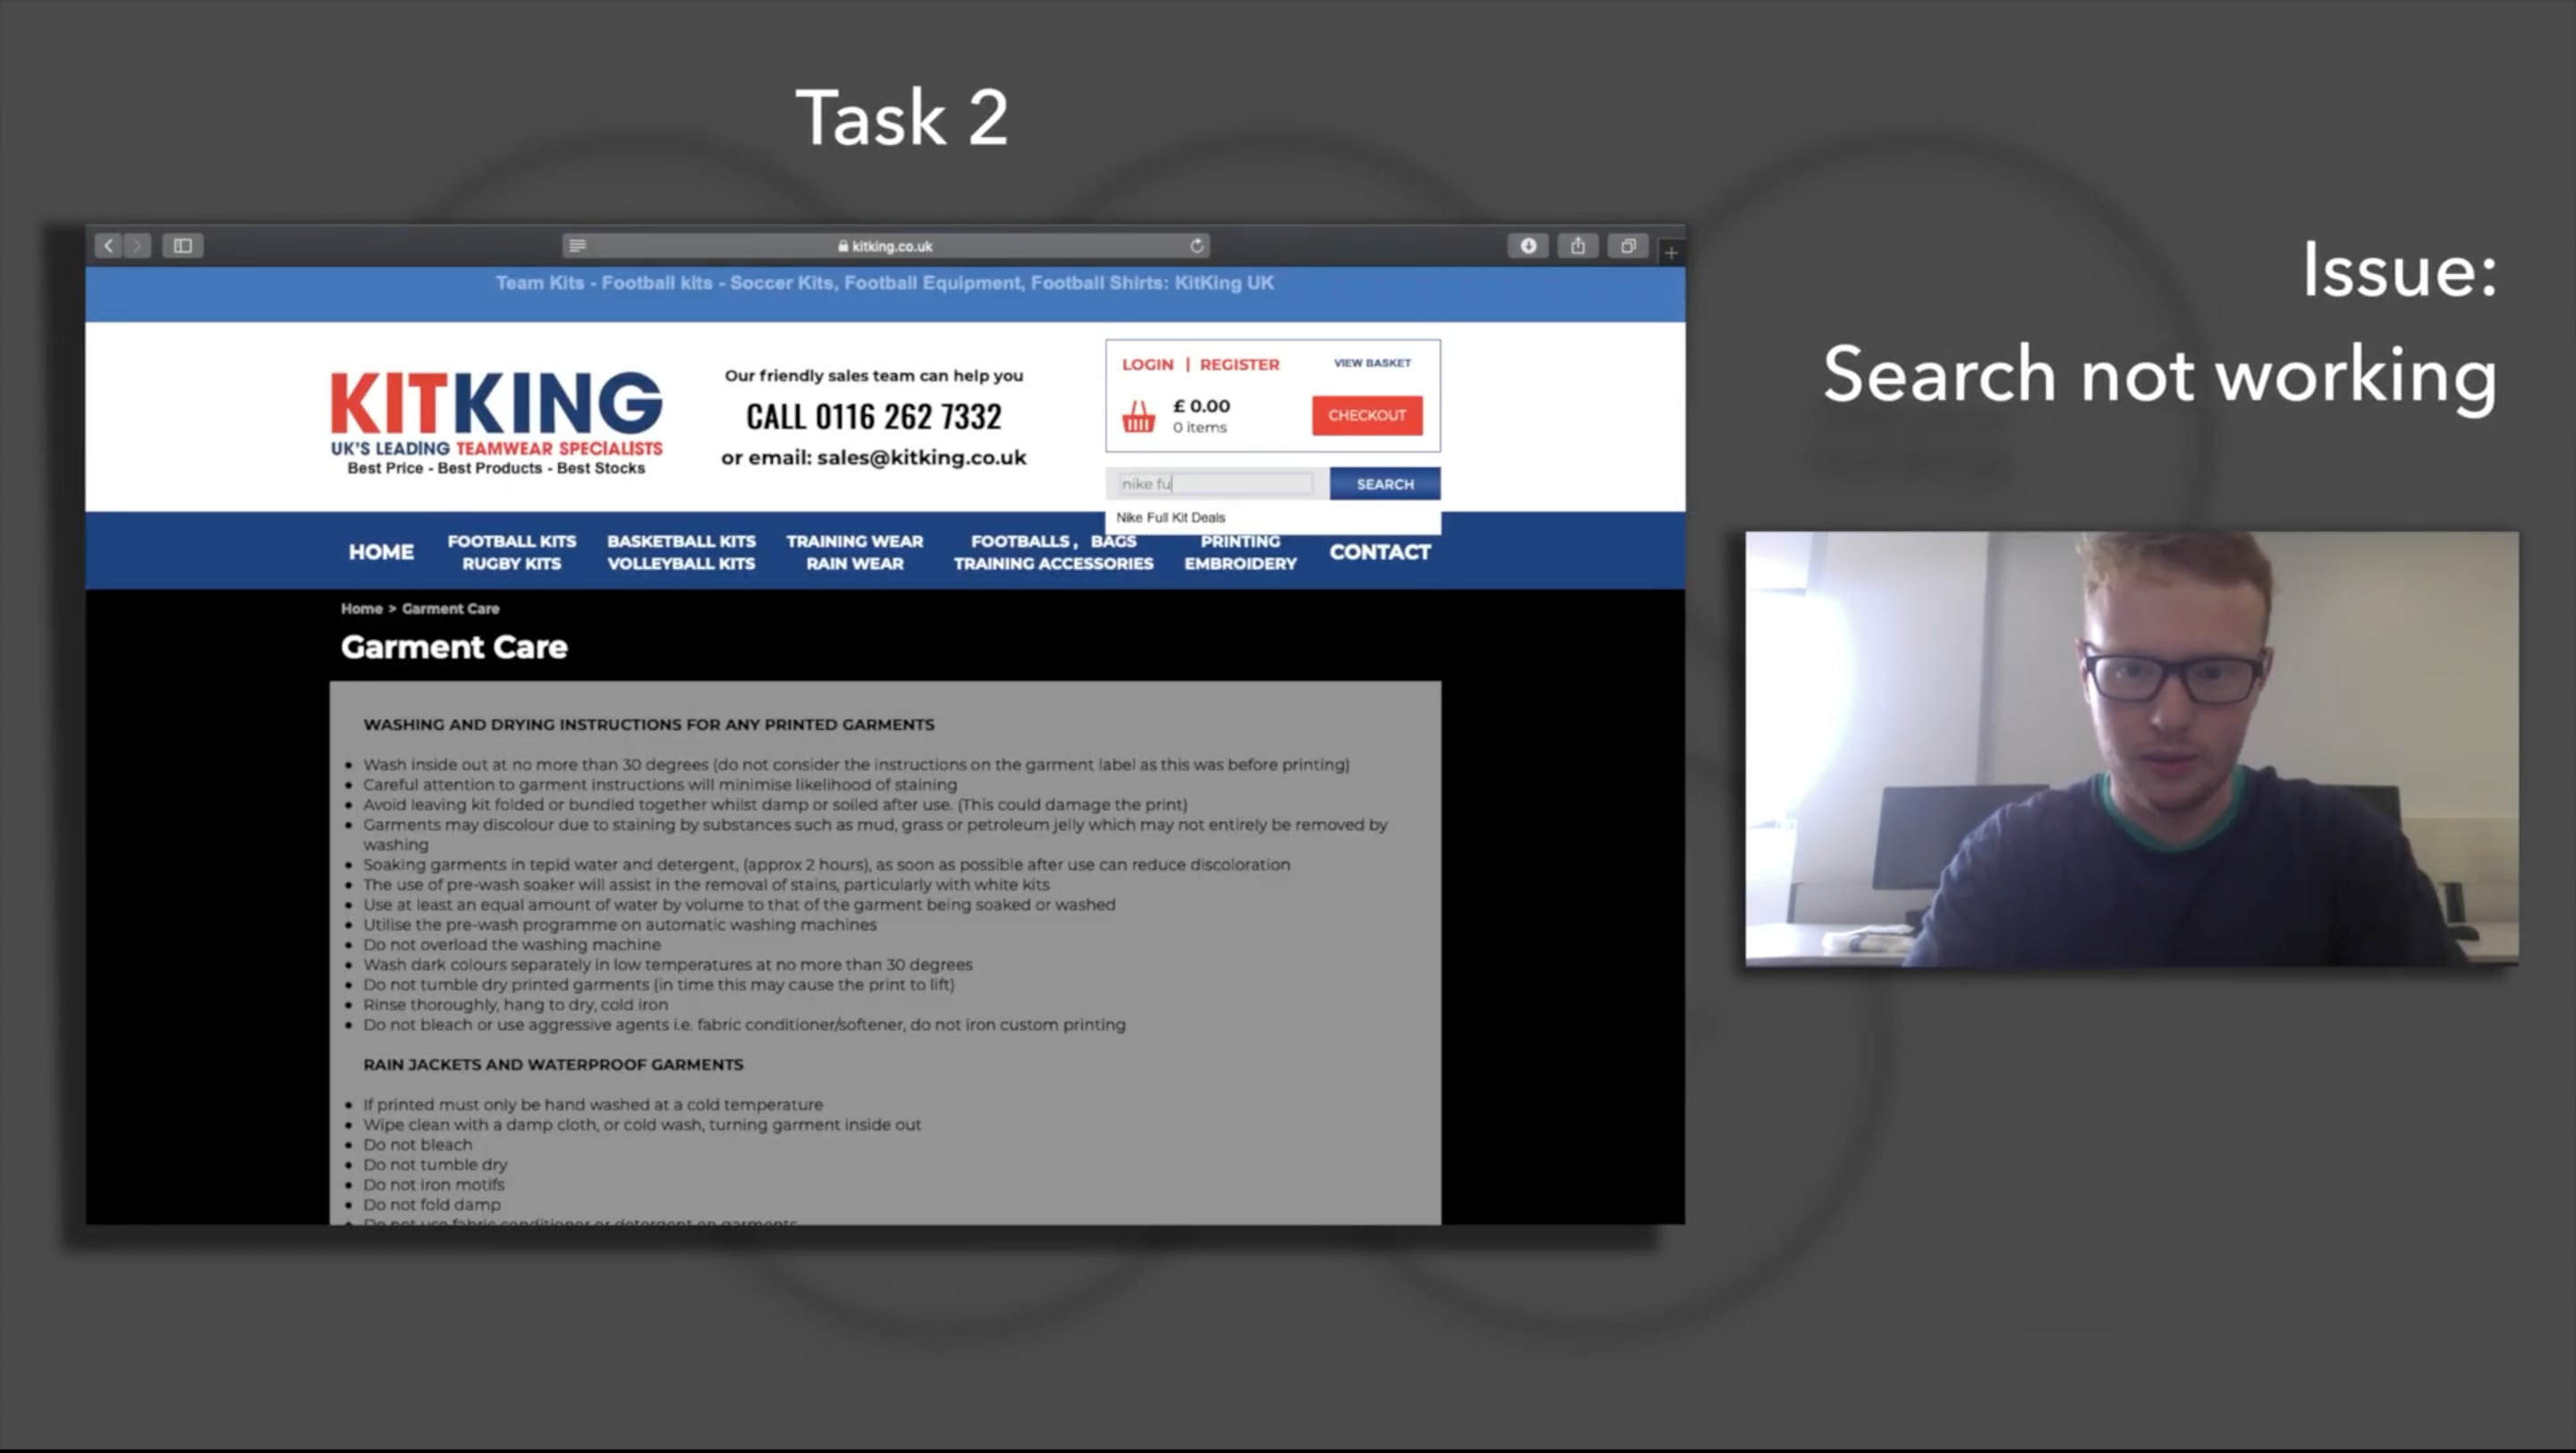 Task 2
Issue:
Search not working
kitking.co.uk
Team Kits - Football kits - Soccer Kits, Football Equipment, Football Shirts: KitKing UK
KITKING
UK'S LEADING TEAMWEAR SPECIALISTS
Best Price - Best Products - Best Stocks
Our friendly sales team can help you
CALL 0116 262 7332
or email: sales@kitking.co.uk
LOGIN | REGISTER
VIEW BASKET
£ 0.00
0 items
CHECKOUT
nike fu
SEARCH
Nike Full Kit Deals
HOME
FOOTBALL KITS
RUGBY KITS
BASKETBALL KITS
VOLLEYBALL KITS
TRAINING WEAR
RAIN WEAR
FOOTBALLS, BAGS
TRAINING ACCESSORIES
PRINTING
EMBROIDERY
CONTACT
Home > Garment Care
Garment Care
WASHING AND DRYING INSTRUCTIONS FOR ANY PRINTED GARMENTS
• Wash inside out at no more than 30 degrees (do not consider the instructions on the garment label as this was before printing)
• Careful attention to garment instructions will minimise likelihood of staining
• Avoid leaving kit folded or bundled together whilst damp or soiled after use. (This could damage the print)
• Garments may discolour due to staining by substances such as mud, grass or petroleum jelly which may not entirely be removed by
washing
• Soaking garments in tepid water and detergent, (approx 2 hours), as soon as possible after use can reduce discoloration
• The use of pre-wash soaker will assist in the removal of stains, particularly with white kits
• Use at least an equal amount of water by volume to that of the garment being soaked or washed
• Utilise the pre-wash programme on automatic washing machines
• Do not overload the washing machine
• Wash dark colours separately in low temperatures at no more than 30 degrees
• Do not tumble dry printed garments (in time this may cause the print to lift)
• Rinse thoroughly, hang to dry, cold iron
• Do not bleach or use aggressive agents i.e. fabric conditioner/softener, do not iron custom printing
RAIN JACKETS AND WATERPROOF GARMENTS
• If printed must only be hand washed at a cold temperature
• Wipe clean with a damp cloth, or cold wash, turning garment inside out
• Do not bleach
• Do not tumble dry
• Do not iron motifs
• Do not fold damp
• Do not use fabric conditioner or detergent on garments